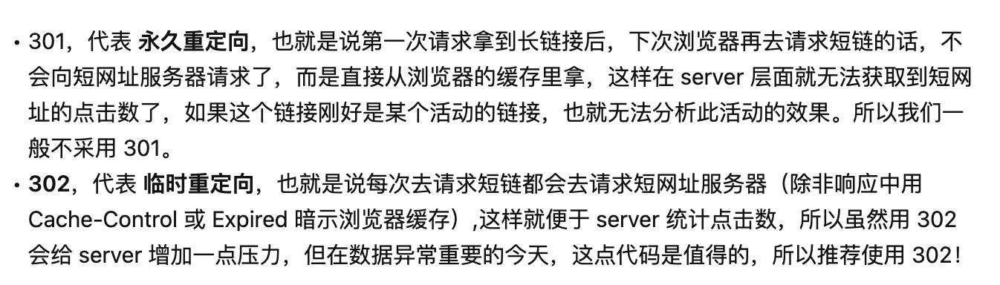 • 301，代表 永久重定向，也就是说第一次请求拿到长链接后，下次浏览器再去请求短链的话，不
会向短网址服务器请求了，而是直接从浏览器的缓存里拿，这样在 server 层面就无法获取到短网
址的点击数了，如果这个链接刚好是某个活动的链接，也就无法分析此活动的效果。所以我们一
般不采用 301。
• 302，代表 临时重定向，也就是说每次去请求短链都会去请求短网址服务器（除非响应中用
Cache-Control 或 Expired 暗示浏览器缓存）,这样就便于 server 统计点击数，所以虽然用 302
会给 server 增加一点压力，但在数据异常重要的今天，这点代码是值得的，所以推荐使用 302！